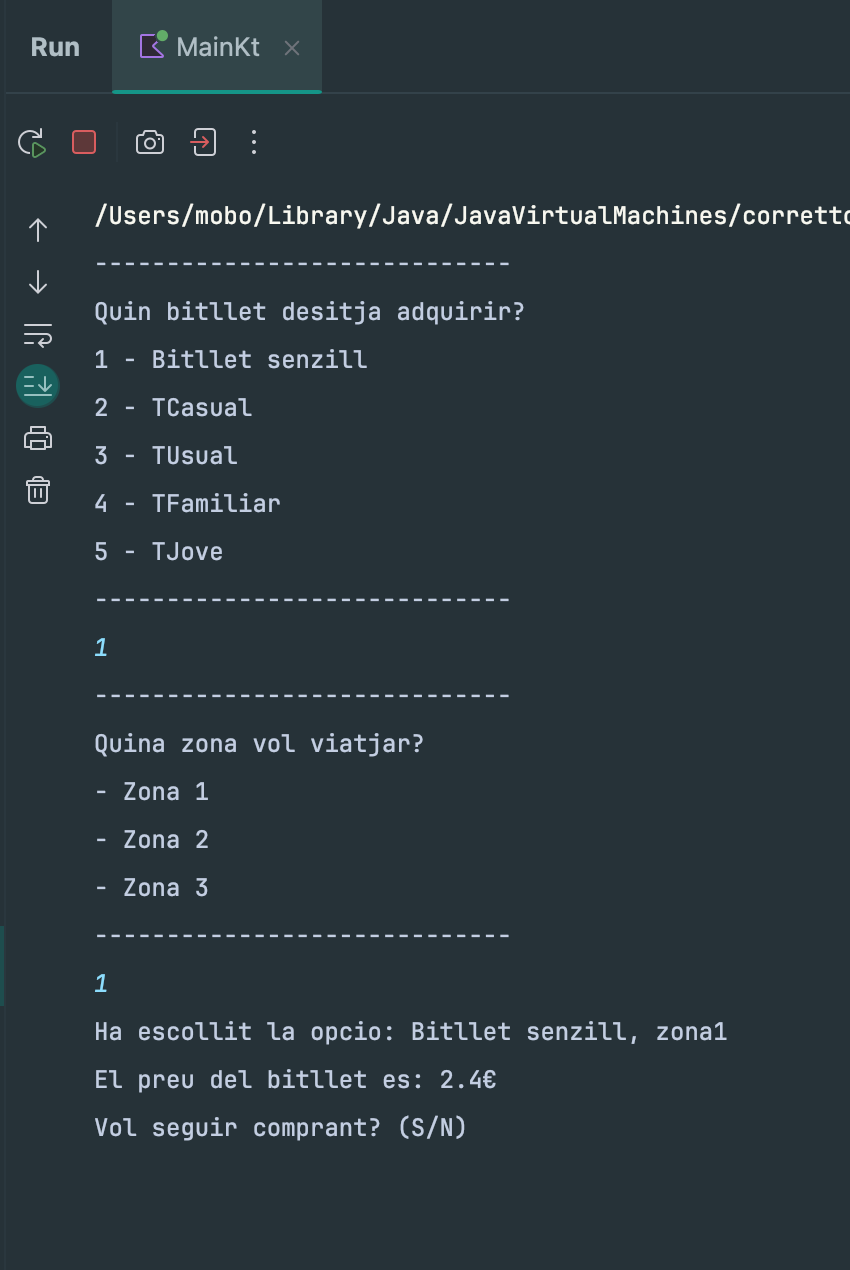 Run MainKt
/Users/mobo/Library/Java/JavaVirtualMachines/corretto
-----------------------------
Quin bitllet desitja adquirir?
1 - Bitllet senzill
2 - TCasual
3 - TUsual
4 - TFamiliar
5 - TJove
-----------------------------
1
-----------------------------
Quina zona vol viatjar?
- Zona 1
- Zona 2
- Zona 3
-----------------------------
1
Ha escollit la opcio: Bitllet senzill, zona1
El preu del bitllet es: 2.4€
Vol seguir comprant? (S/N)